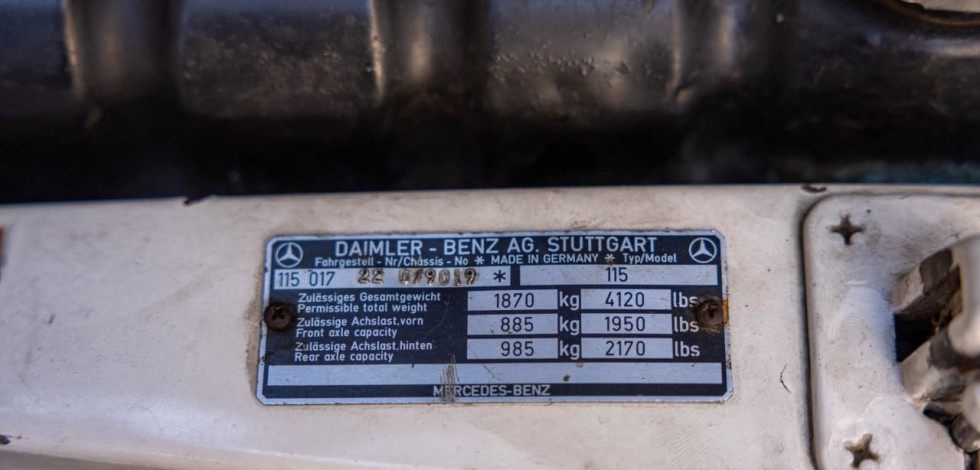 DAIMLER - BENZ AG. STUTTGART
Fahrgestell - Nr/Chassis - No * MADE IN GERMANY * Typ/Model
115 017 22 079019 * 115
Zulässiges Gesamtgewicht
Permissible total weight
1870 kg 4120 lbs
Zulässige Achslast,vorn
Front axle capacity
885 kg 1950 lbs
Zulässige Achslast,hinten
Rear axle capacity
985 kg 2170 lbs
MERCEDES-BENZ